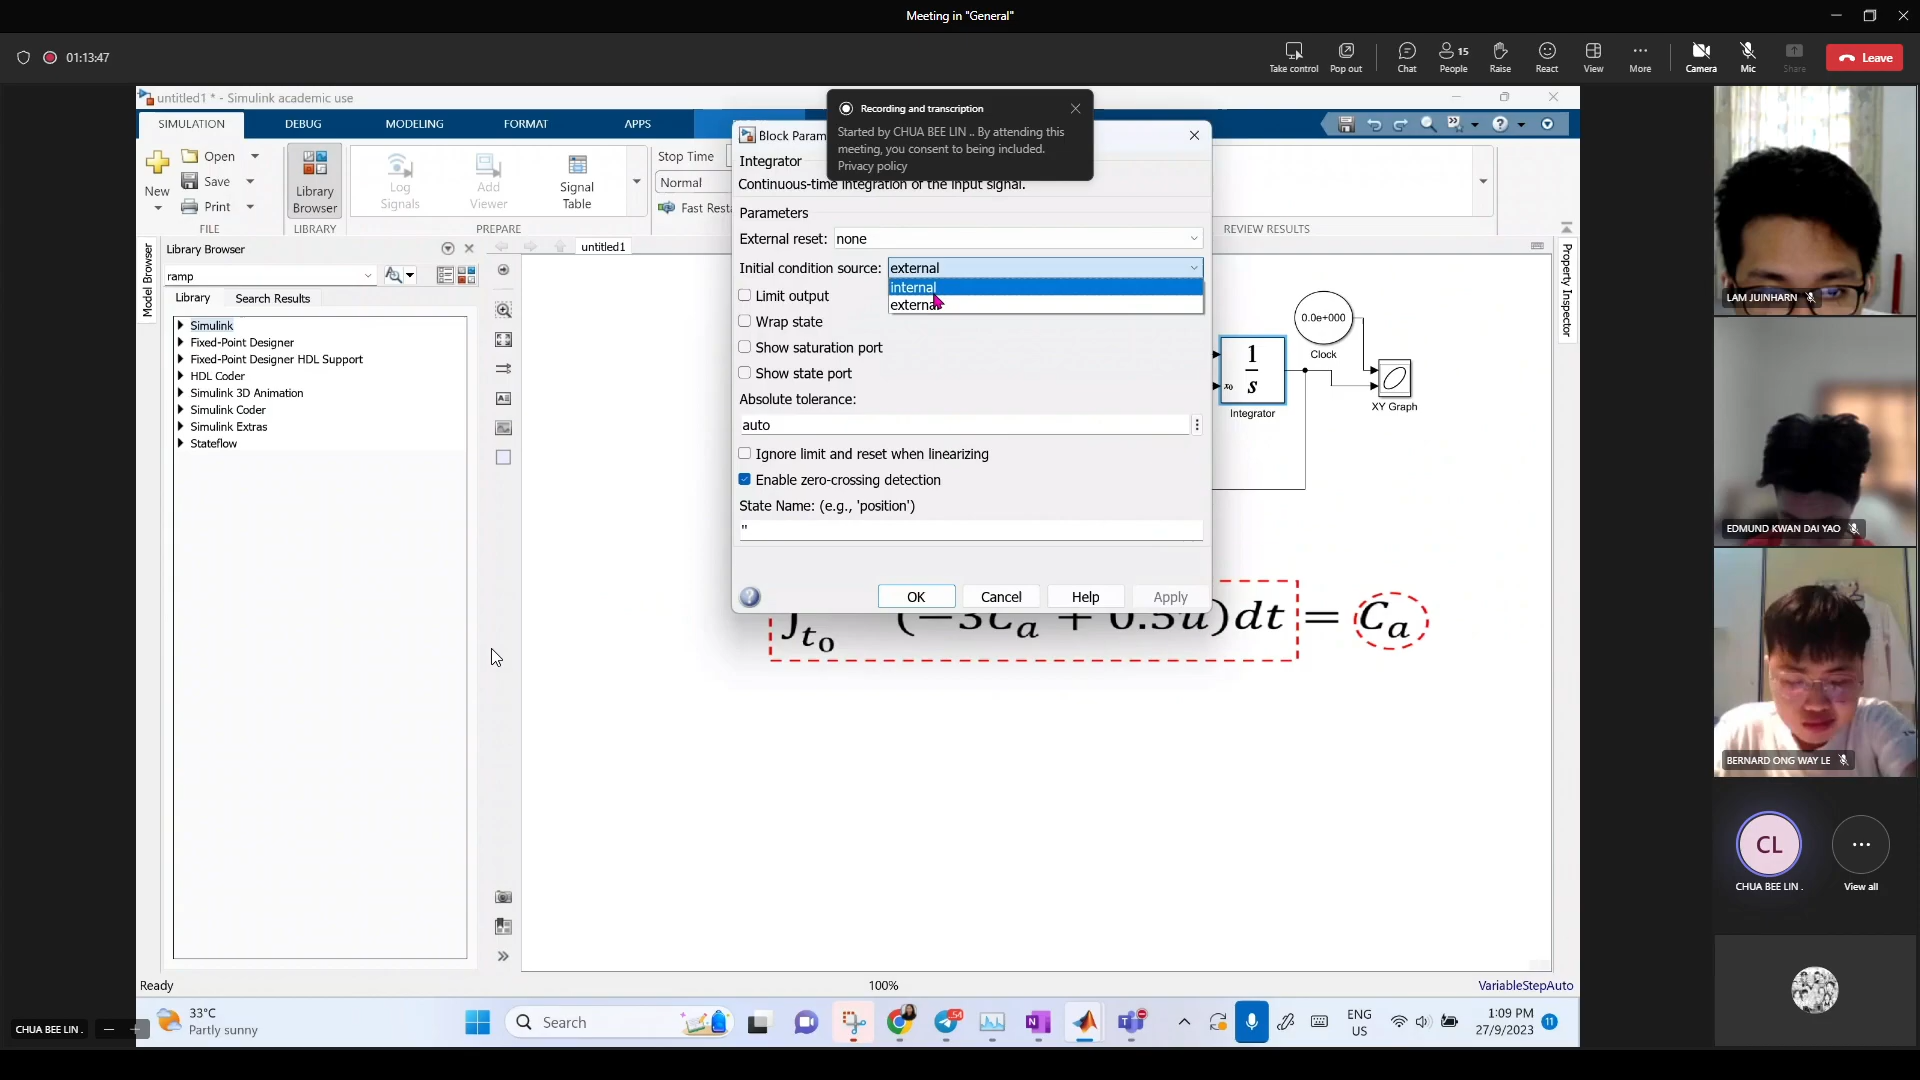 Meeting in "General"
01:13:47
Take control
Pop out
Chat
15
People
Raise
React
View
More
Camera
Mic
Share
Leave
untitled1 * - Simulink academic use
SIMULATION
DEBUG
MODELING
FORMAT
APPS
New
Open
Save
Print
FILE
Library
Browser
LIBRARY
Log
Signals
Add
Viewer
Signal
Table
PREPARE
Stop Time
Normal
Fast Rest
REVIEW RESULTS
Recording and transcription
Started by CHUA BEE LIN .. By attending this
meeting, you consent to being included.
Privacy policy
Model Browser
Library Browser
ramp
Library
Search Results
Simulink
Fixed-Point Designer
Fixed-Point Designer HDL Support
HDL Coder
Simulink 3D Animation
Simulink Coder
Simulink Extras
Stateflow
untitled1
Property Inspector
Block Param
Integrator
Continuous-time integration of the input signal.
Parameters
External reset: none
Initial condition source: external
internal
external
Limit output
Wrap state
Show saturation port
Show state port
Absolute tolerance:
auto
Ignore limit and reset when linearizing
Enable zero-crossing detection
State Name: (e.g., 'position')
''
OK
Cancel
Help
Apply
0.0e+000
Clock
1
s
x₀
Integrator
XY Graph
∫t₀ (−3Cₐ + 0.5u)dt = Cₐ
Ready
100%
VariableStepAuto
33°C
Partly sunny
Search
54
ENG
US
1:09 PM
27/9/2023
11
CHUA BEE LIN .
LAM JUINHARN
EDMUND KWAN DAI YAO
BERNARD ONG WAY LE
CL
CHUA BEE LIN .
View all